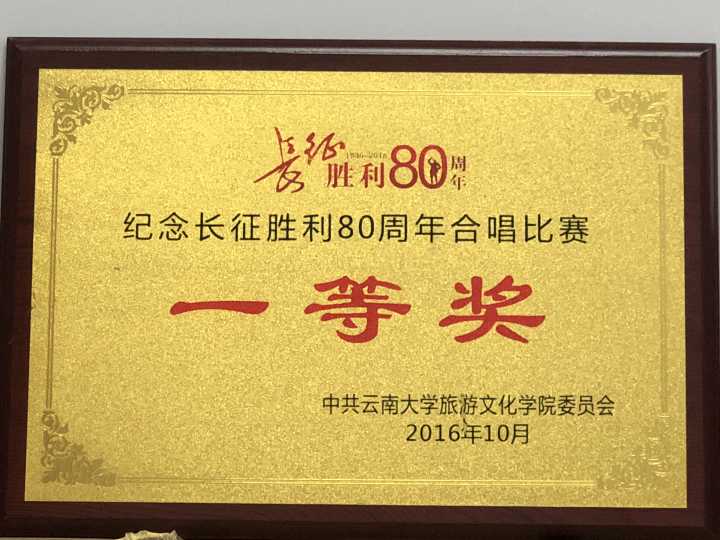 长征
1936-2016
胜利80周年
纪念长征胜利80周年合唱比赛
一等奖
中共云南大学旅游文化学院委员会
2016年10月